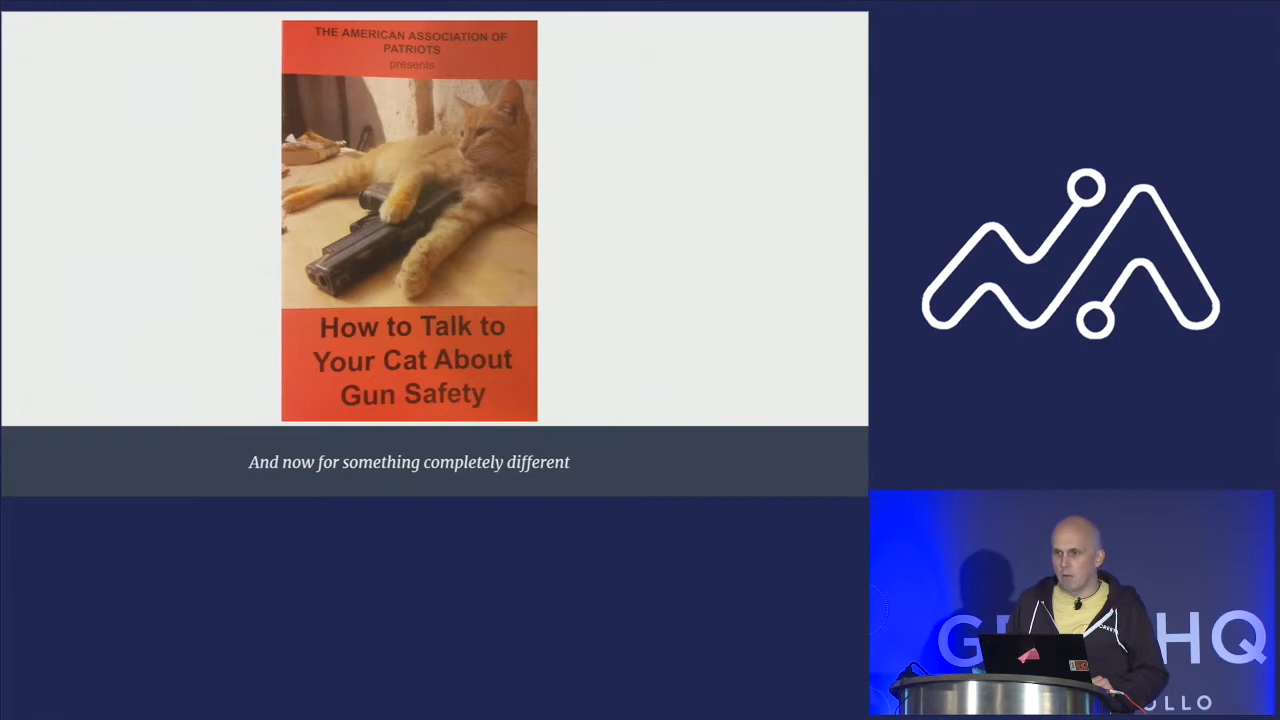 THE AMERICAN ASSOCIATION OF
PATRIOTS
presents
How to Talk to
Your Cat About
Gun Safety
And now for something completely different
HQ